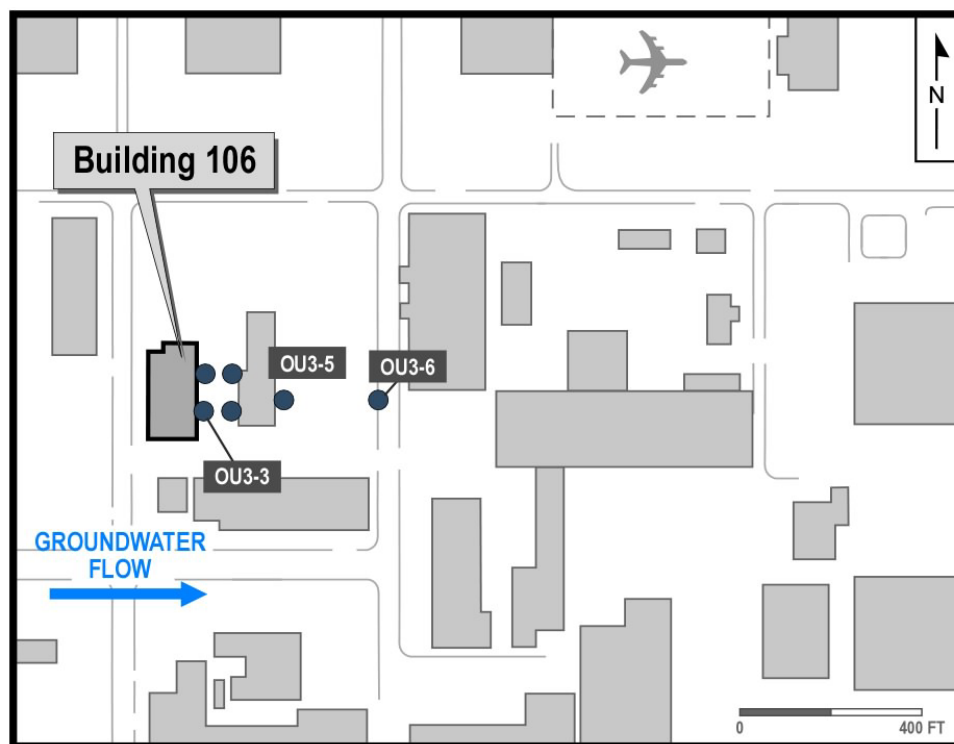 N
Building 106
OU3-5
OU3-6
OU3-3
GROUNDWATER
FLOW
0
400 FT